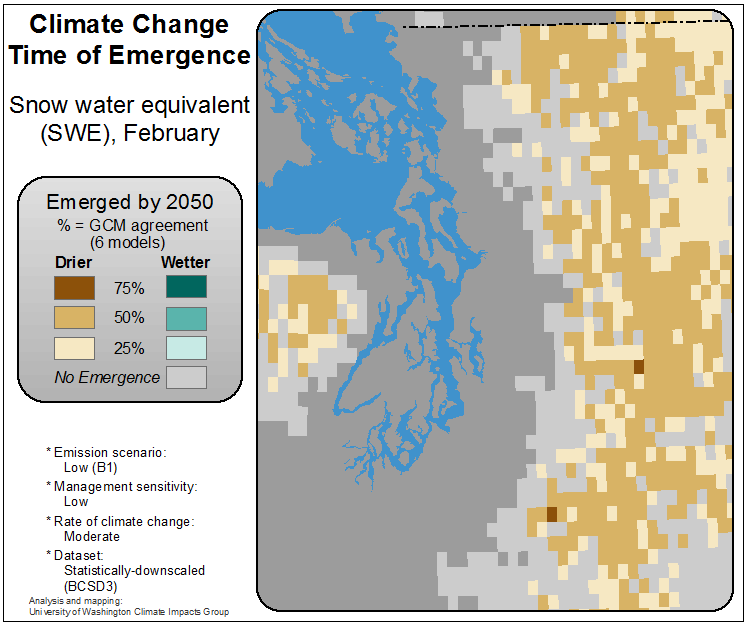 Climate Change
Time of Emergence
Snow water equivalent
(SWE), February
Emerged by 2050
% = GCM agreement
(6 models)
Drier Wetter
75%
50%
25%
No Emergence
* Emission scenario:
Low (B1)
* Management sensitivity:
Low
* Rate of climate change:
Moderate
* Dataset:
Statistically-downscaled
(BCSD3)
Analysis and mapping:
University of Washington Climate Impacts Group